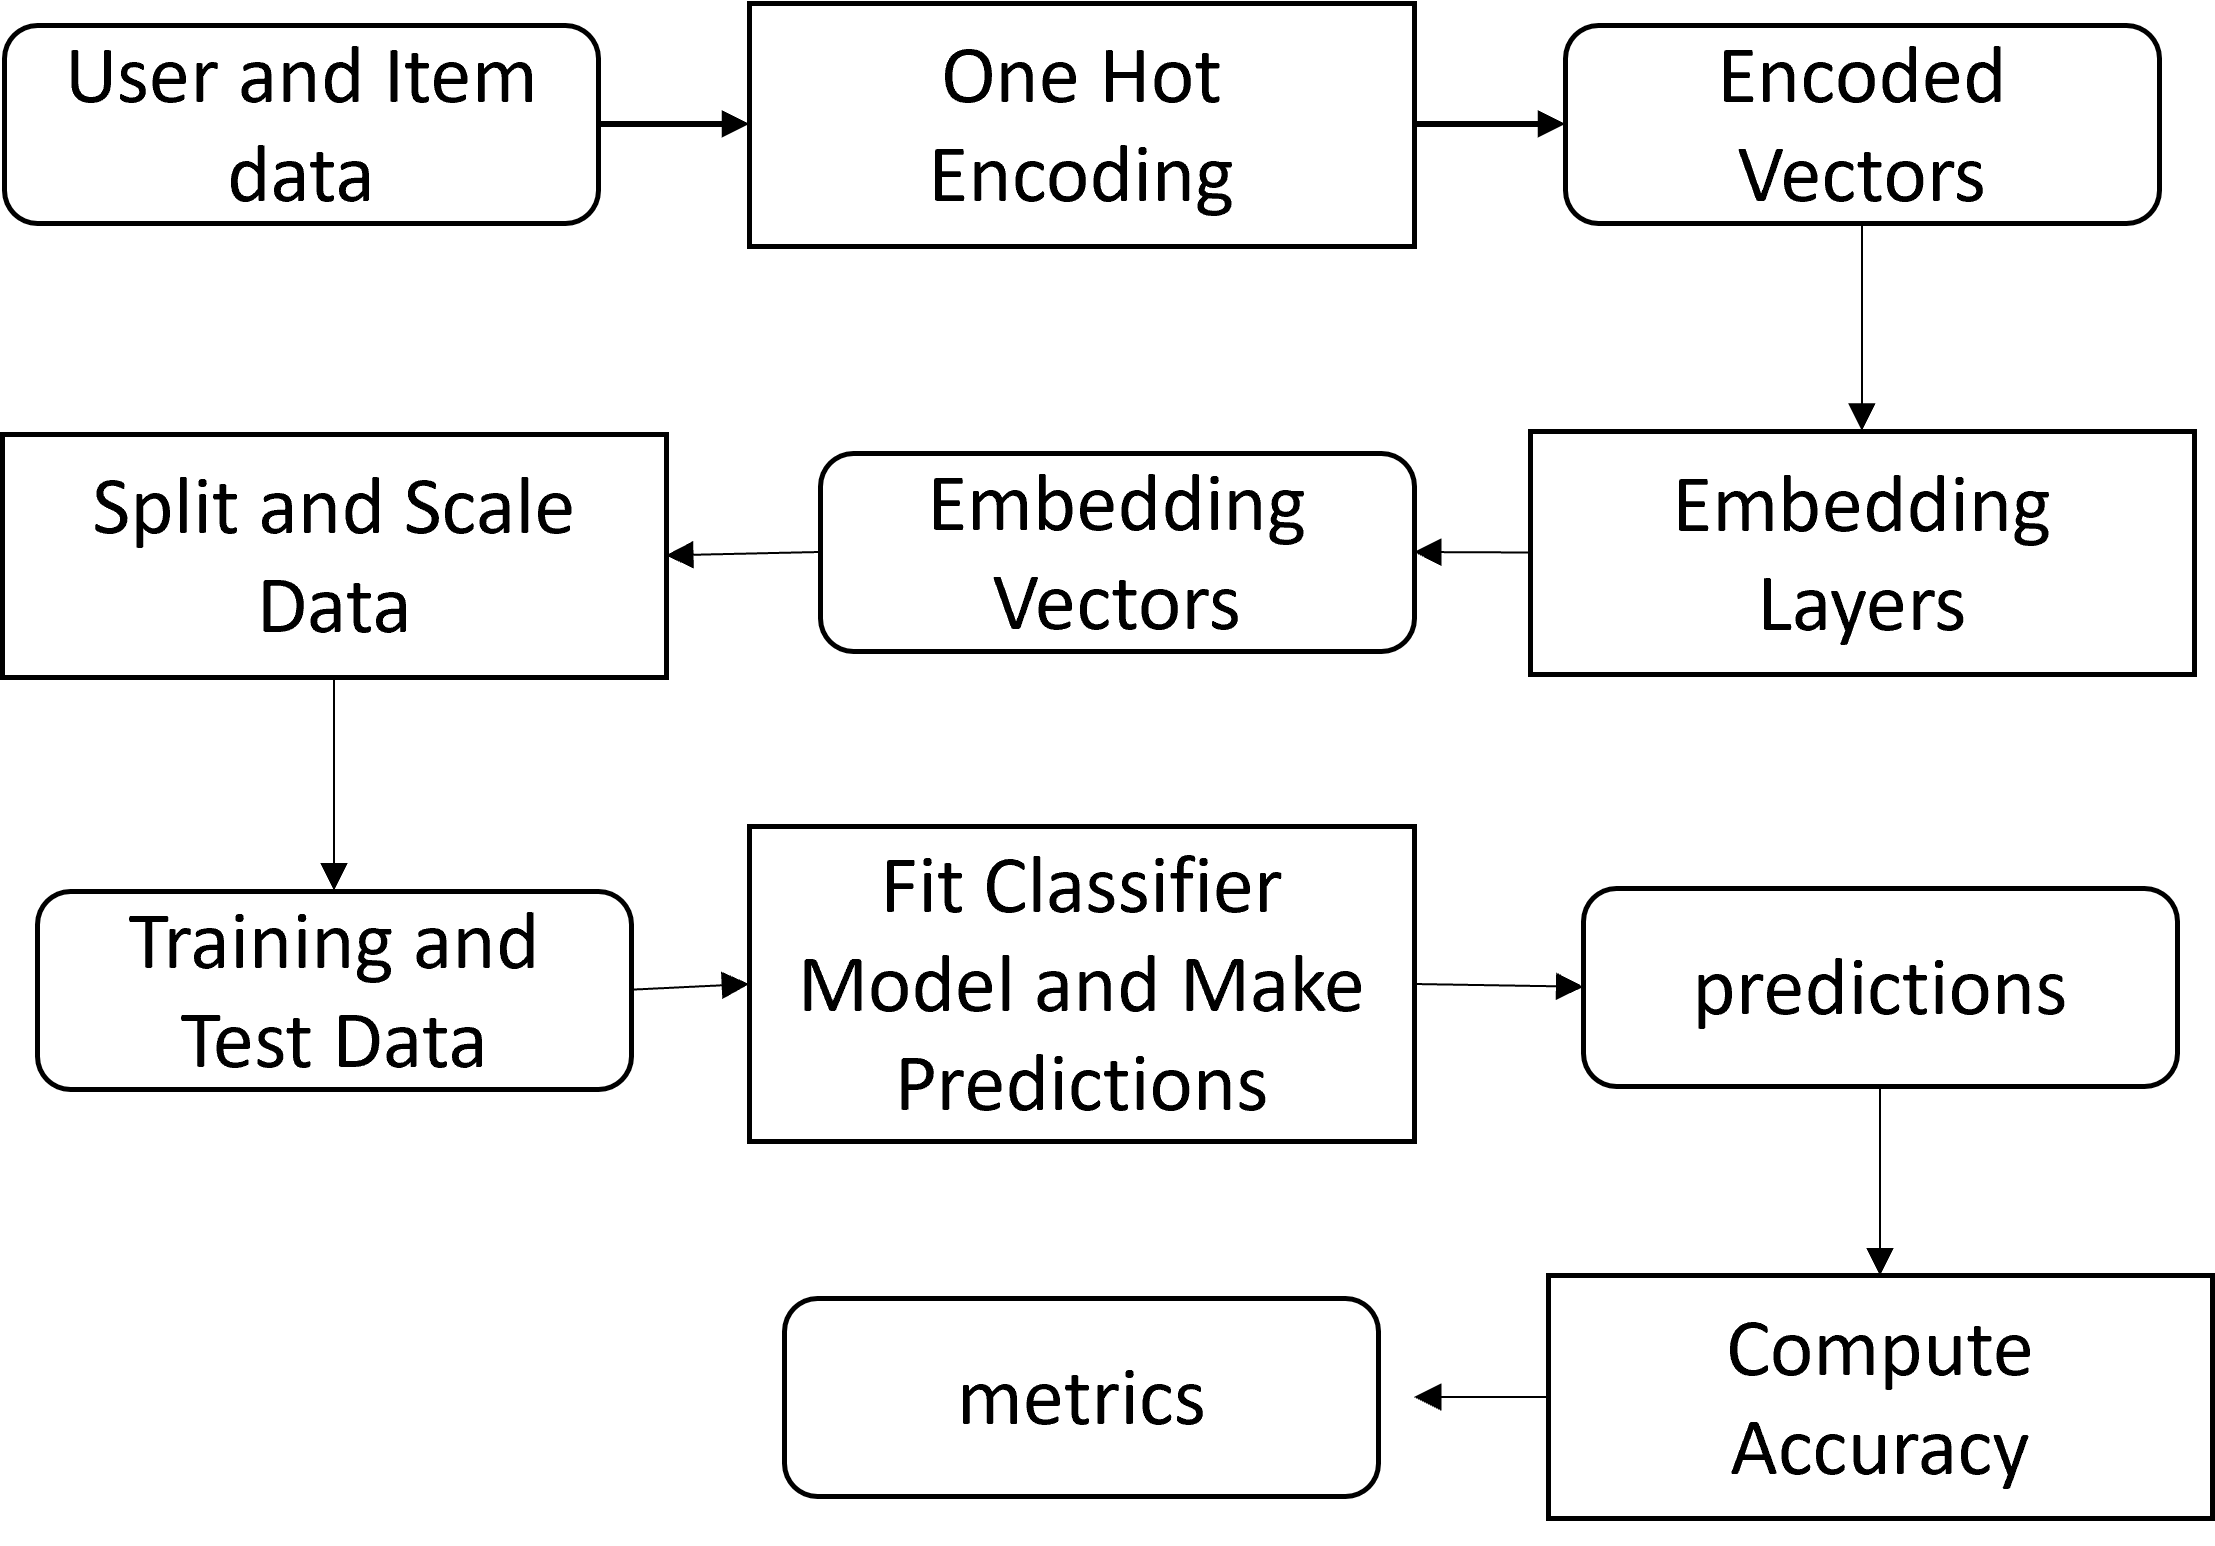 User and Item
data
One Hot
Encoding
Encoded
Vectors
Embedding
Layers
Embedding
Vectors
Split and Scale
Data
Training and
Test Data
Fit Classifier
Model and Make
Predictions
predictions
Compute
Accuracy
metrics